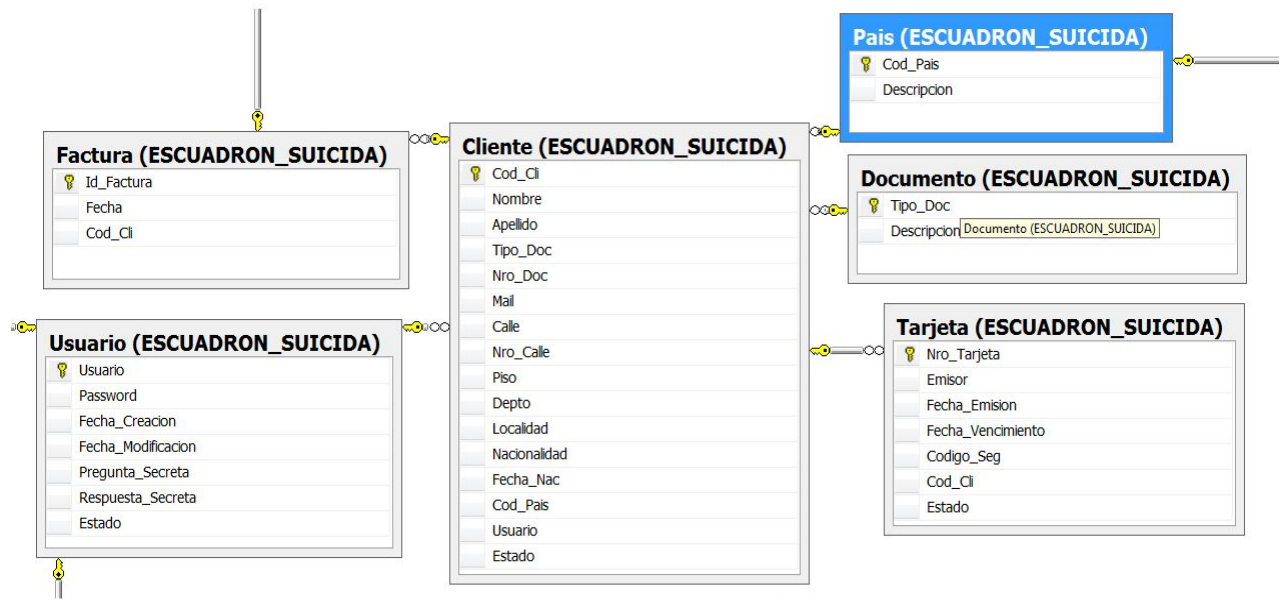 Factura (ESCUADRON_SUICIDA)
Id_Factura
Fecha
Cod_Cli
Usuario (ESCUADRON_SUICIDA)
Usuario
Password
Fecha_Creacion
Fecha_Modificacion
Pregunta_Secreta
Respuesta_Secreta
Estado
Cliente (ESCUADRON_SUICIDA)
Cod_Cli
Nombre
Apellido
Tipo_Doc
Nro_Doc
Mail
Calle
Nro_Calle
Piso
Depto
Localidad
Nacionalidad
Fecha_Nac
Cod_Pais
Usuario
Estado
Pais (ESCUADRON_SUICIDA)
Cod_Pais
Descripcion
Documento (ESCUADRON_SUICIDA)
Tipo_Doc
Descripcion Documento (ESCUADRON_SUICIDA)
Tarjeta (ESCUADRON_SUICIDA)
Nro_Tarjeta
Emisor
Fecha_Emision
Fecha_Vencimiento
Codigo_Seg
Cod_Cli
Estado